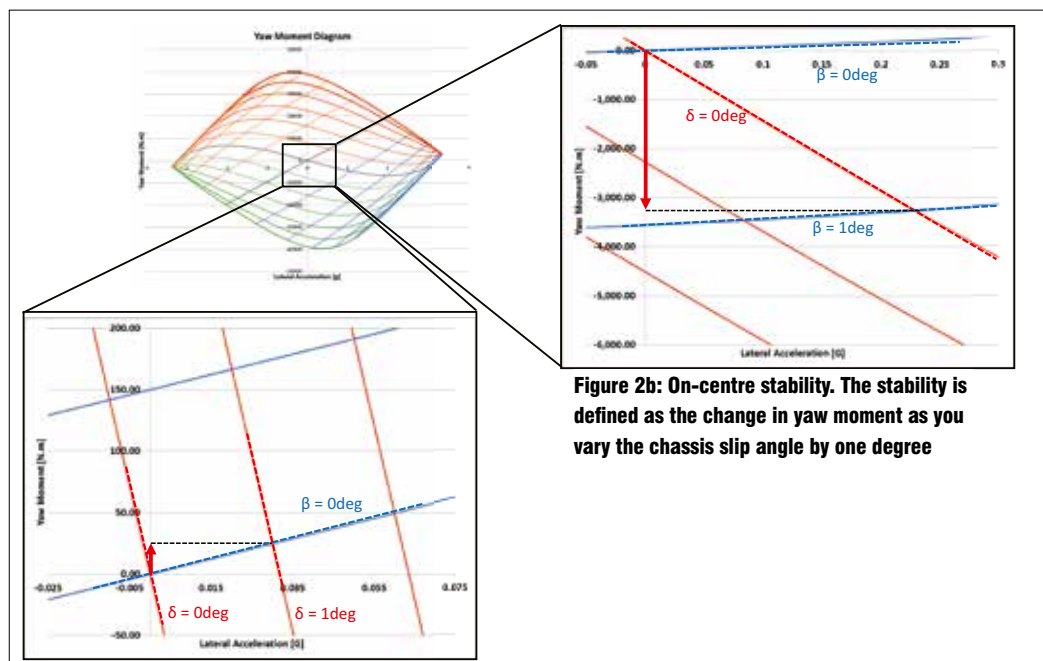 Yaw Moment Diagram
Yaw Moment [N.m]
Lateral Acceleration [g]
0.00
-0.05
0
0.05
0.1
0.15
0.2
0.25
0.3
β = 0deg
δ = 0deg
-1,000.00
-2,000.00
-3,000.00
-4,000.00
-5,000.00
-6,000.00
Yaw Moment [N.m]
β = 1deg
Lateral Acceleration [G]
Figure 2b: On-centre stability. The stability is
defined as the change in yaw moment as you
vary the chassis slip angle by one degree
200.00
150.00
100.00
50.00
0.00
-50.00
Yaw Moment [N.m]
β = 0deg
-0.025
-0.005
0.015
0.055
0.075
δ = 0deg
δ = 1deg
Lateral Acceleration [G]